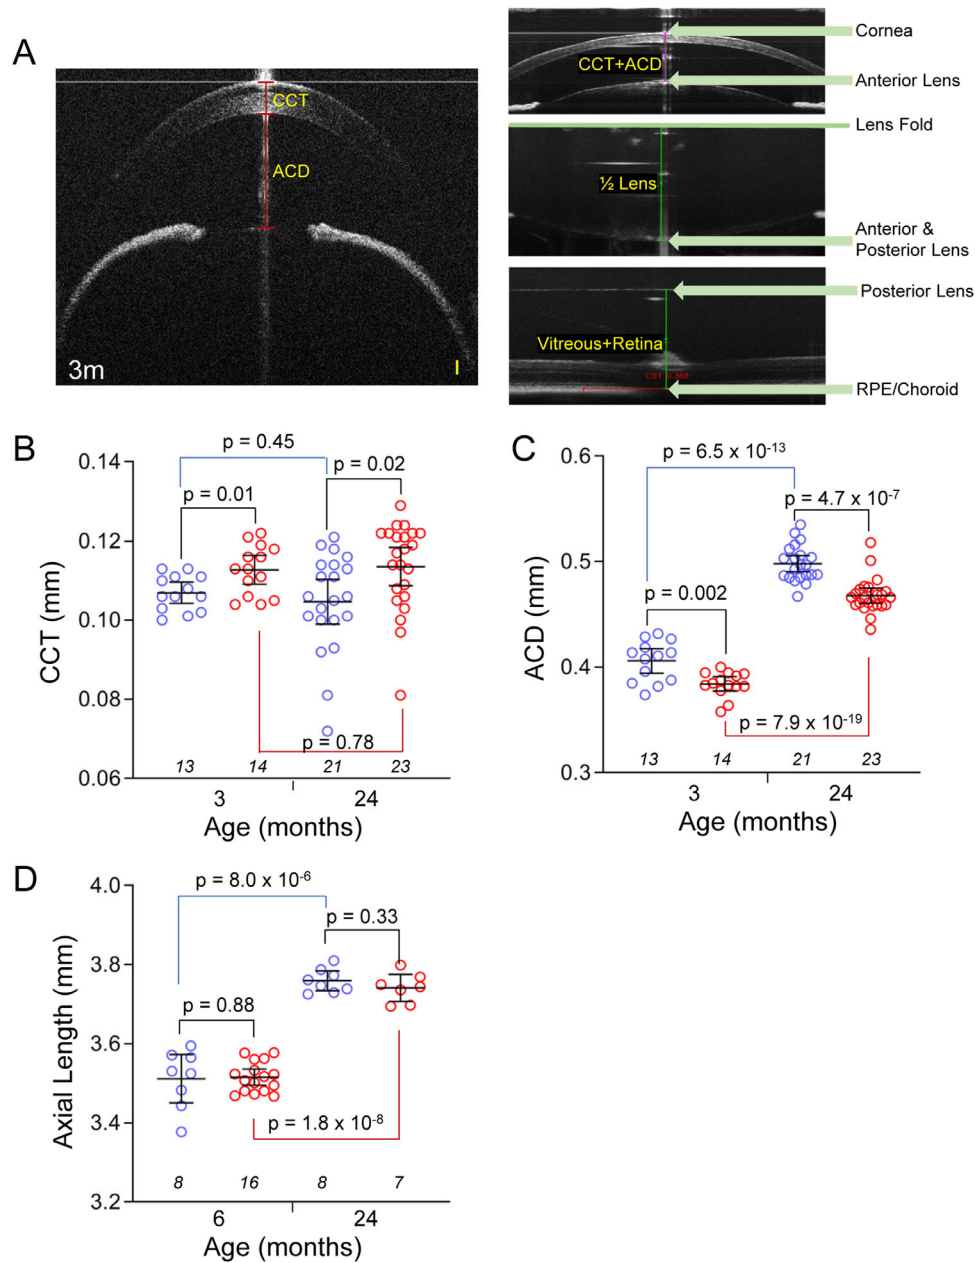 A
CCT
ACD
3m
CCT+ACD
Cornea
Anterior Lens
Lens Fold
½ Lens
Anterior &
Posterior Lens
Posterior Lens
Vitreous+Retina
RPE/Choroid
B
p = 0.45
p = 0.01
p = 0.02
p = 0.78
0.14
0.12
0.10
0.08
0.06
CCT (mm)
13 14 21 23
3 24
Age (months)
C
p = 6.5 x 10-13
p = 4.7 x 10-7
p = 0.002
p = 7.9 x 10-19
0.6
0.5
0.4
0.3
ACD (mm)
13 14 21 23
3 24
Age (months)
D
p = 8.0 x 10-6
p = 0.33
p = 0.88
p = 1.8 x 10-8
4.0
3.8
3.6
3.4
3.2
Axial Length (mm)
8 16 8 7
6 24
Age (months)